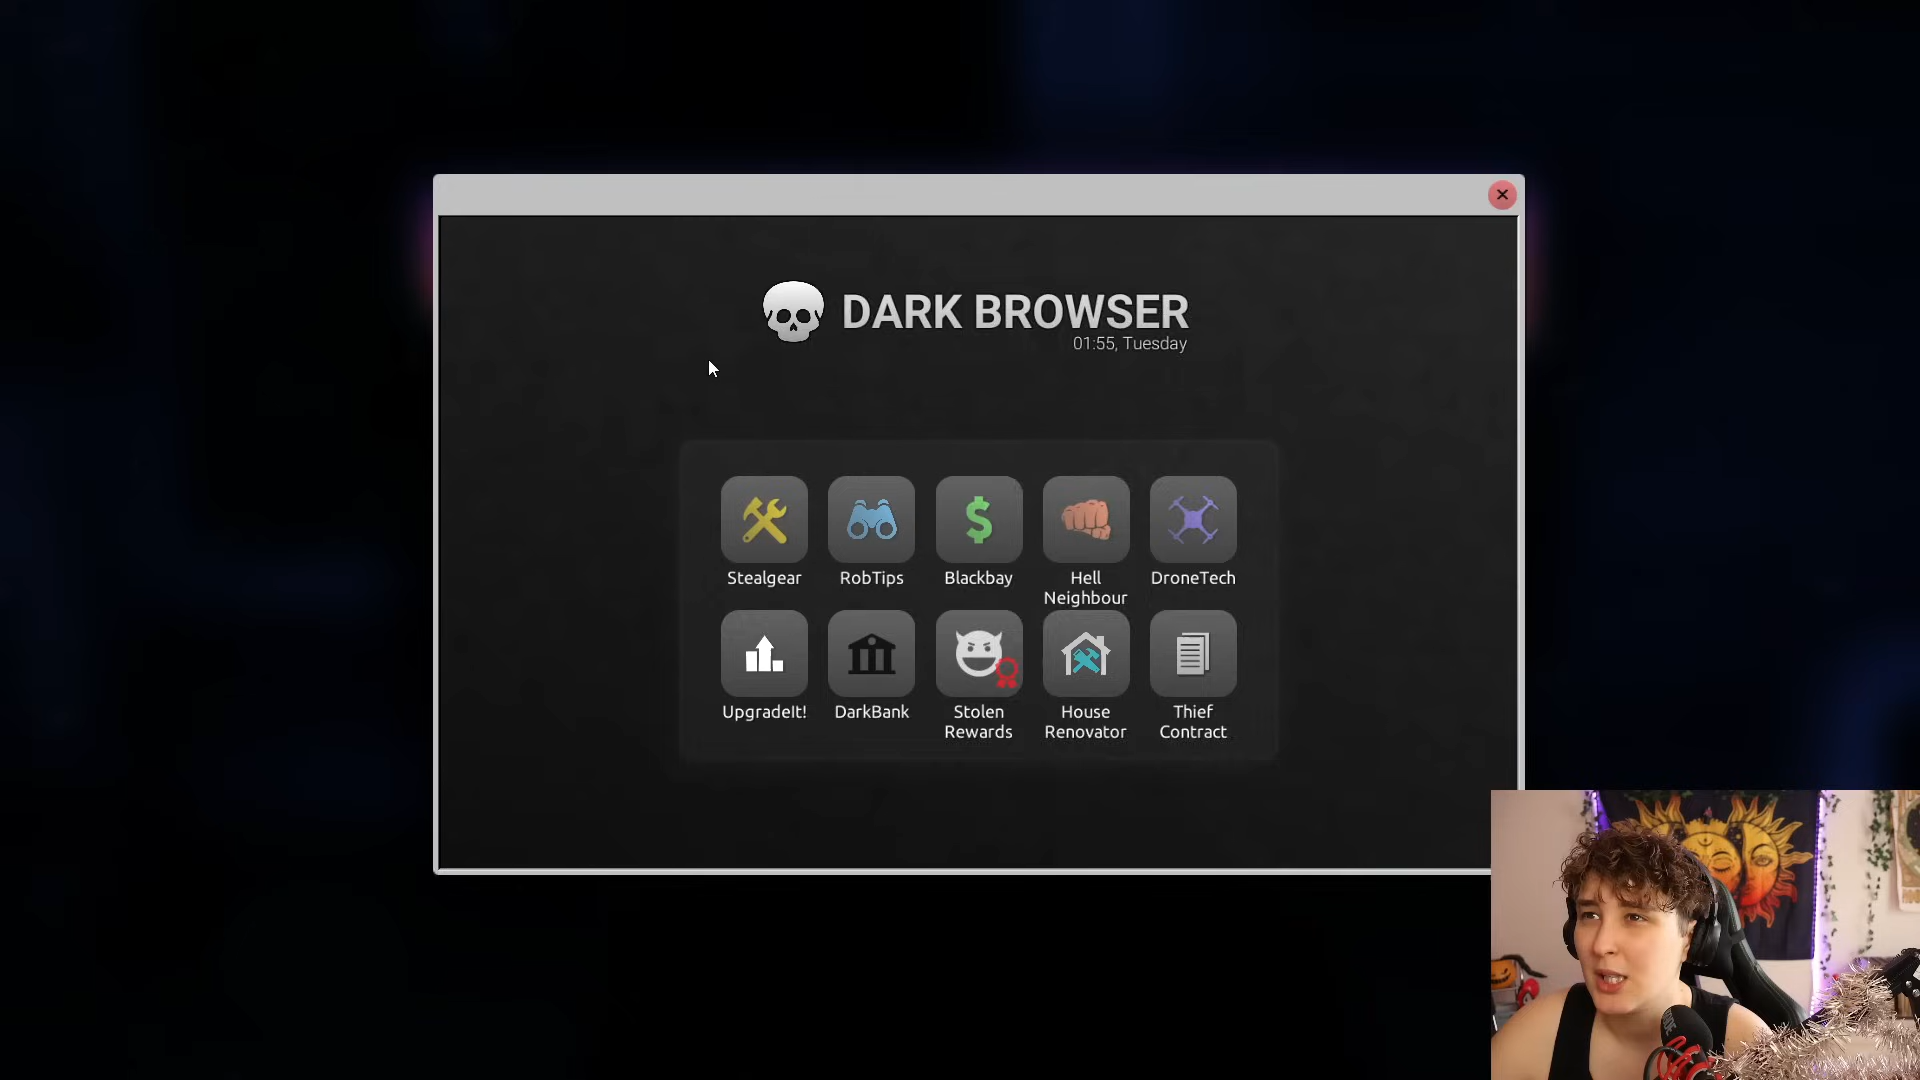 DARK BROWSER
01:55, Tuesday
Stealgear
RobTips
Blackbay
Hell
Neighbour
DroneTech
UpgradeIt!
DarkBank
Stolen
Rewards
House
Renovator
Thief
Contract